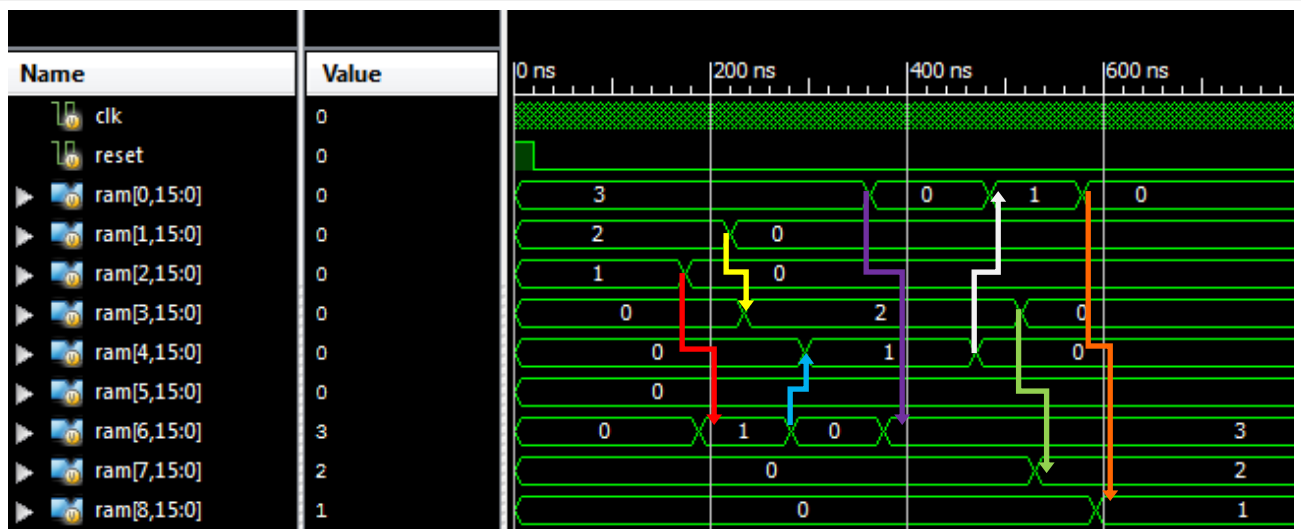 Name Value 0 ns 200 ns 400 ns 600 ns
clk 0
reset 0
ram[0,15:0] 0 3 0 1 0
ram[1,15:0] 0 2 0
ram[2,15:0] 0 1 0
ram[3,15:0] 0 0 2 0
ram[4,15:0] 0 0 1 0
ram[5,15:0] 0 0
ram[6,15:0] 3 0 1 0 3
ram[7,15:0] 2 0 2
ram[8,15:0] 1 0 1